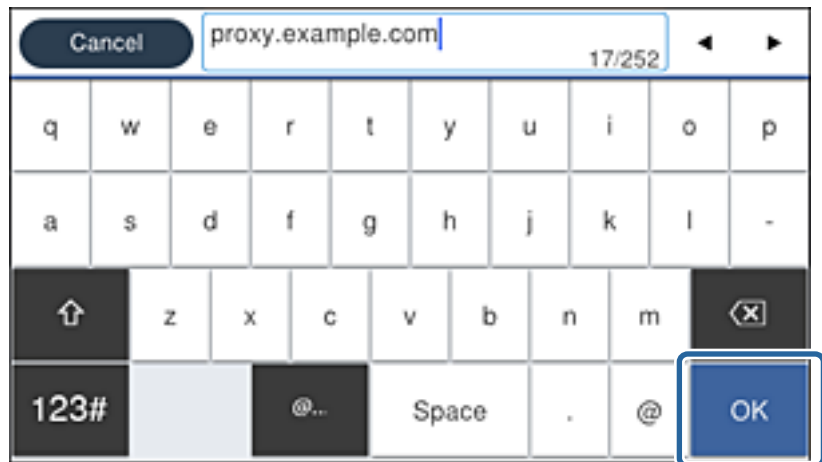 Cancel proxy.example.com
17/252
q w e r t y u i o p
a s d f g h j k l -
z x c v b n m
123# @... Space . @ OK